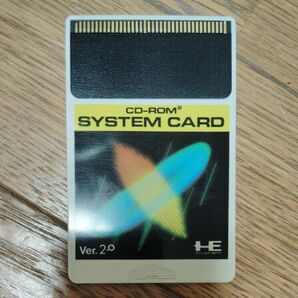 CD-ROM²
SYSTEM CARD
Ver. 2.0
HE